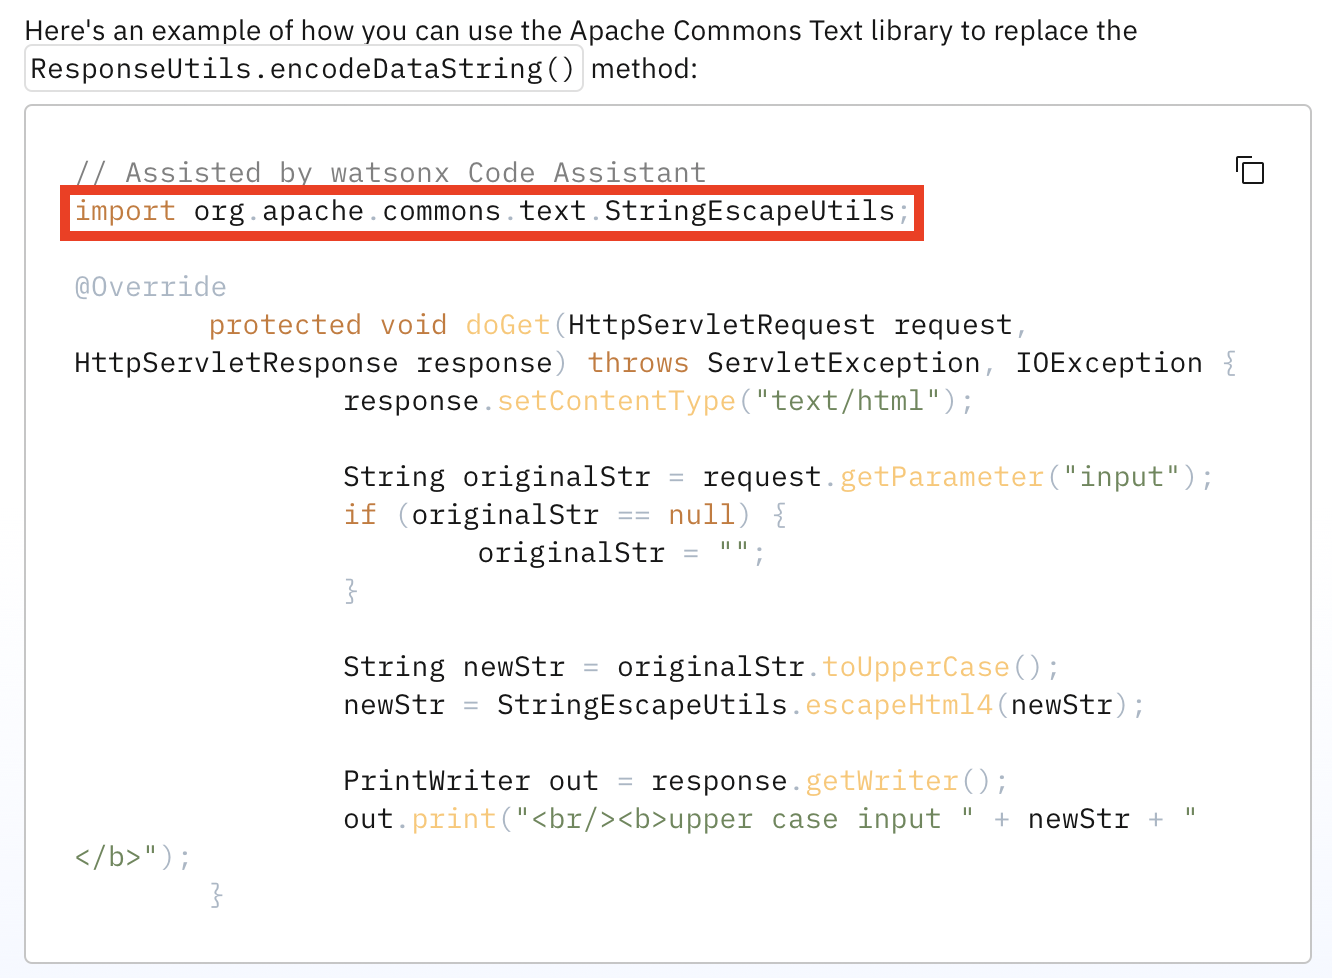 Here's an example of how you can use the Apache Commons Text library to replace the
ResponseUtils.encodeDataString() method:
// Assisted by watsonx Code Assistant
import org.apache.commons.text.StringEscapeUtils;
@Override
protected void doGet(HttpServletRequest request,
HttpServletResponse response) throws ServletException, IOException {
response.setContentType("text/html");
String originalStr = request.getParameter("input");
if (originalStr == null) {
originalStr = "";
}
String newStr = originalStr.toUpperCase();
newStr = StringEscapeUtils.escapeHtml4(newStr);
PrintWriter out = response.getWriter();
out.print("<br/><b>upper case input " + newStr + "
</b>");
}